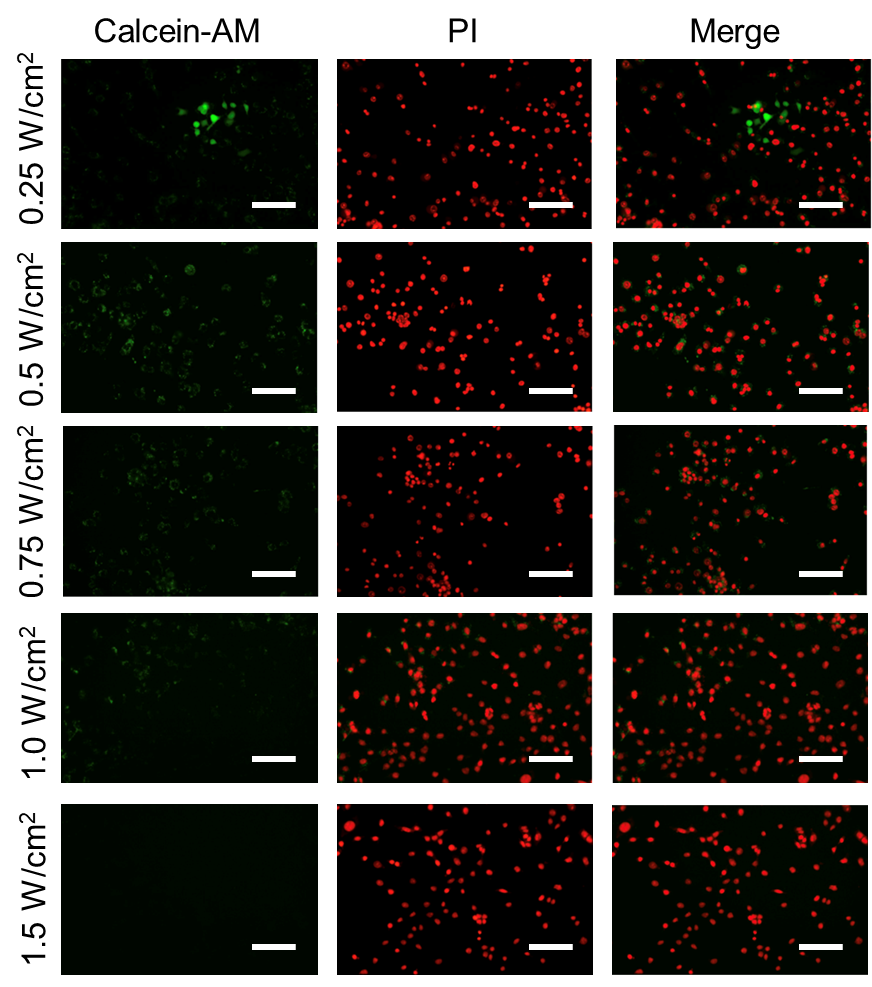 Calcein-AM PI Merge
0.25 W/cm²
0.5 W/cm²
0.75 W/cm²
1.0 W/cm²
1.5 W/cm²